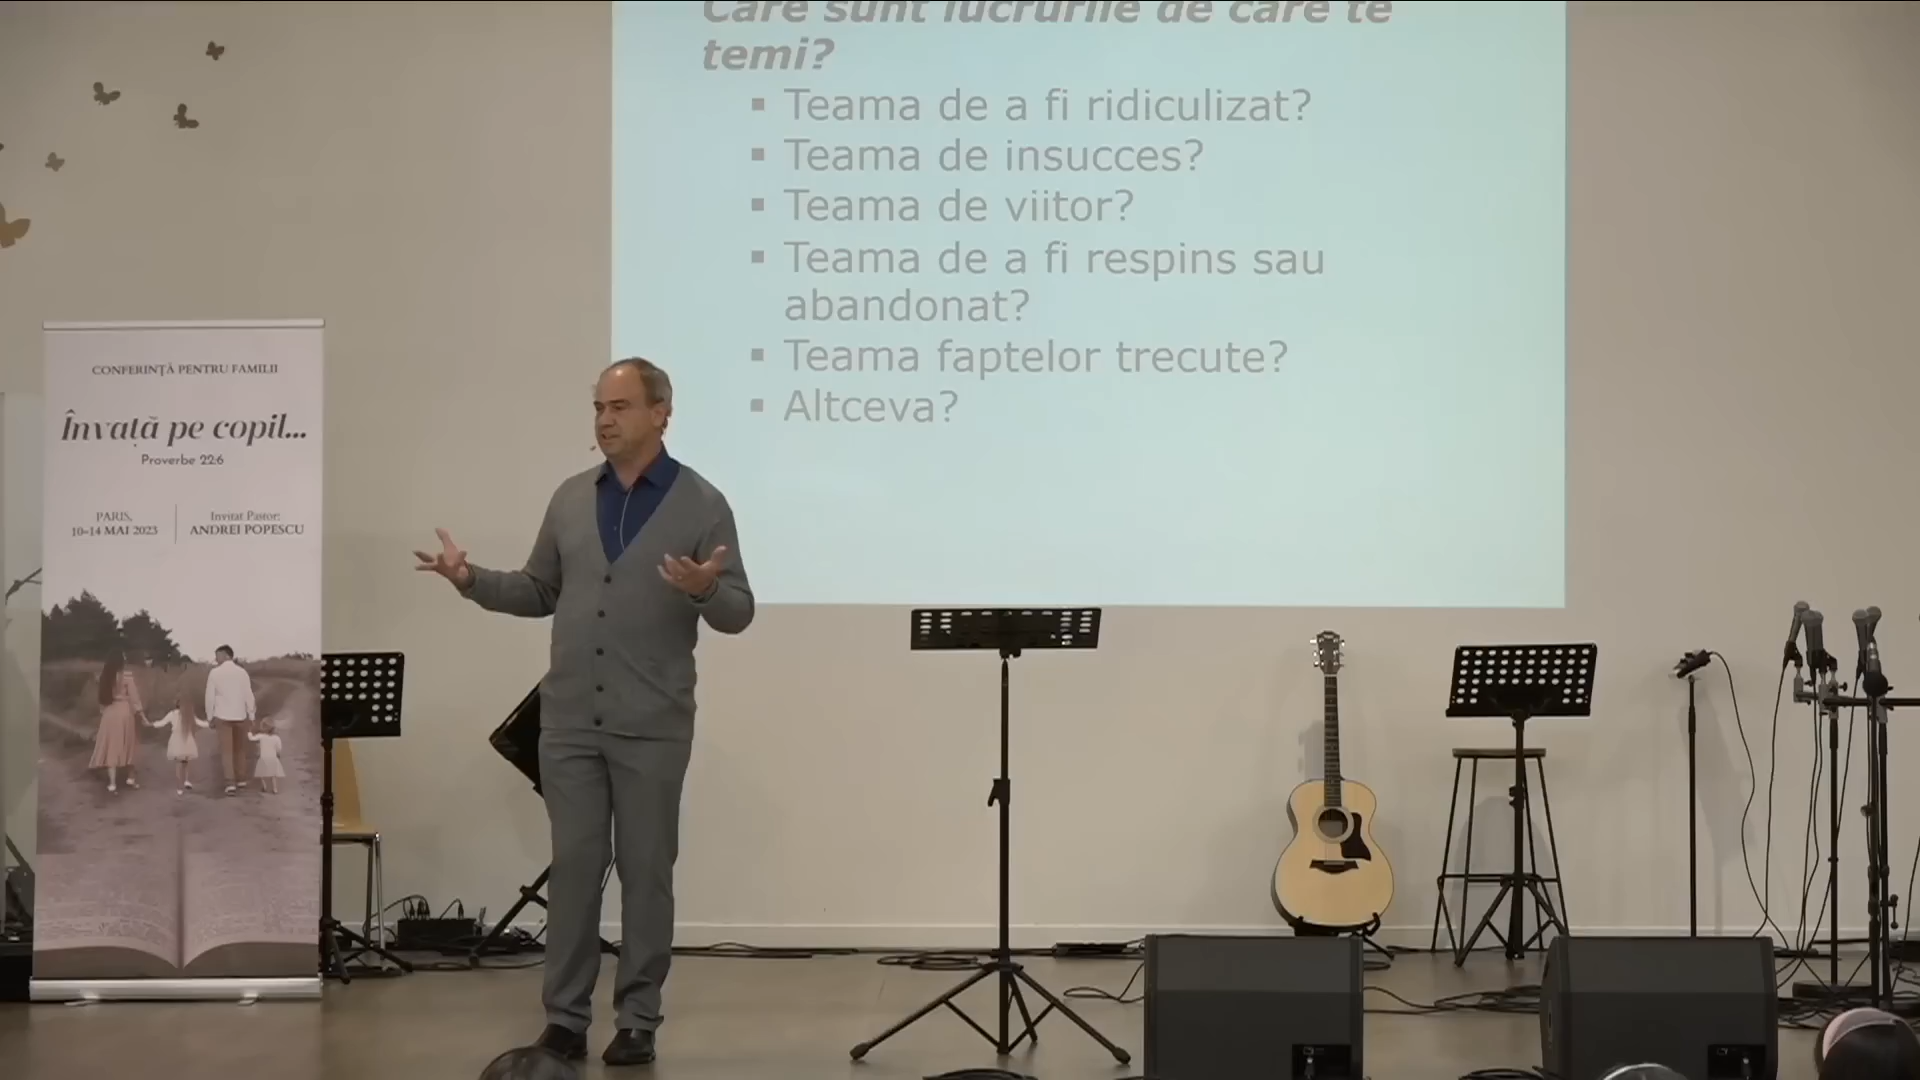 Care sunt lucrurile de care te
temi?
▪ Teama de a fi ridiculizat?
▪ Teama de insucces?
▪ Teama de viitor?
▪ Teama de a fi respins sau
abandonat?
▪ Teama faptelor trecute?
▪ Altceva?
CONFERINȚĂ PENTRU FAMILII
Învață pe copil...
Proverbe 22:6
PARIS,
10-14 MAI 2023
Invitat Pastor:
ANDREI POPESCU